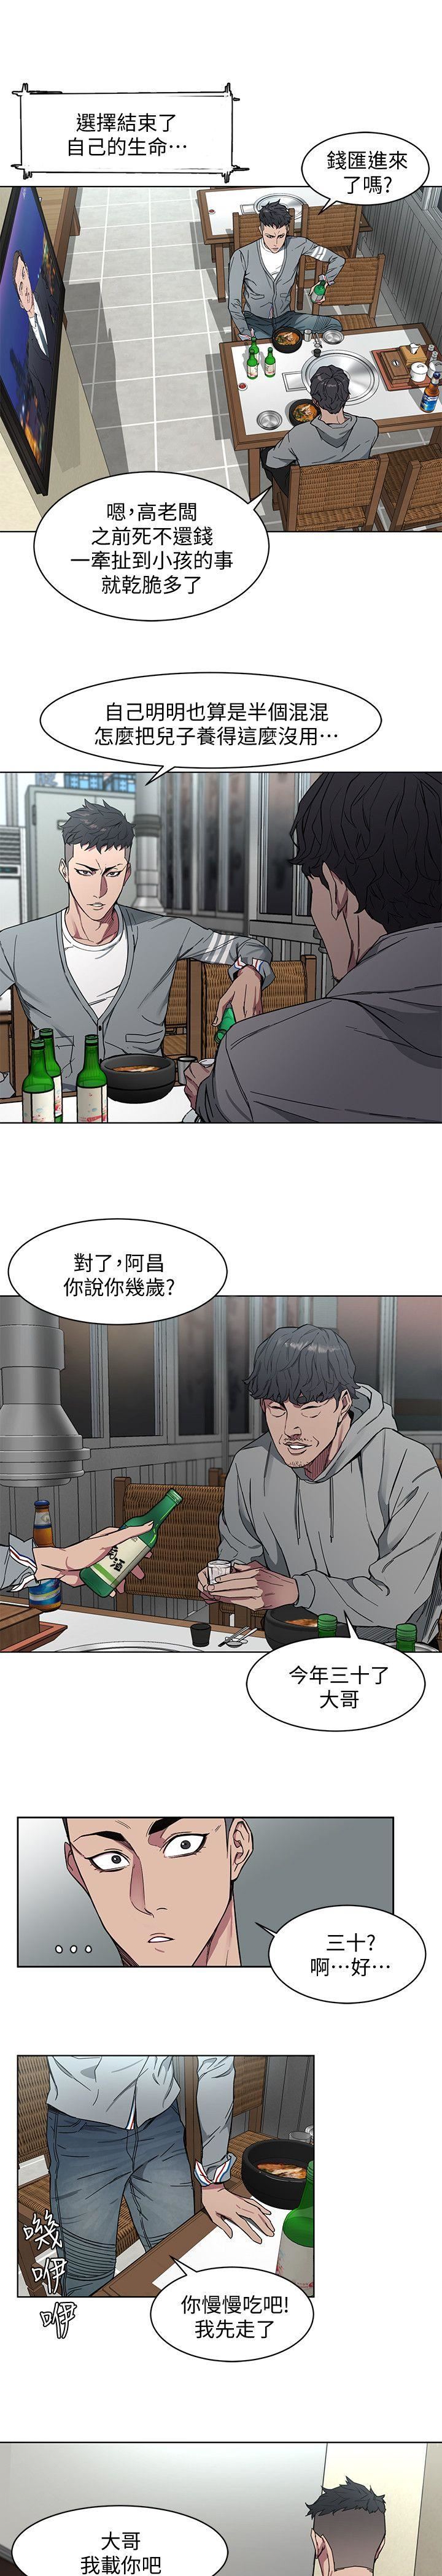 選擇結束了
自己的生命⋯
錢匯進來
了嗎?
嗯,高老闆
之前死不還錢
一牽扯到小孩的事
就乾脆多了
自己明明也算是半個混混
怎麼把兒子養得這麼沒用⋯
對了,阿昌
你說你幾歲?
今年三十了
大哥
⋯
三十?
啊⋯好⋯
嘰
咿
咿
你慢慢吃吧!
我先走了
大哥
我載你吧